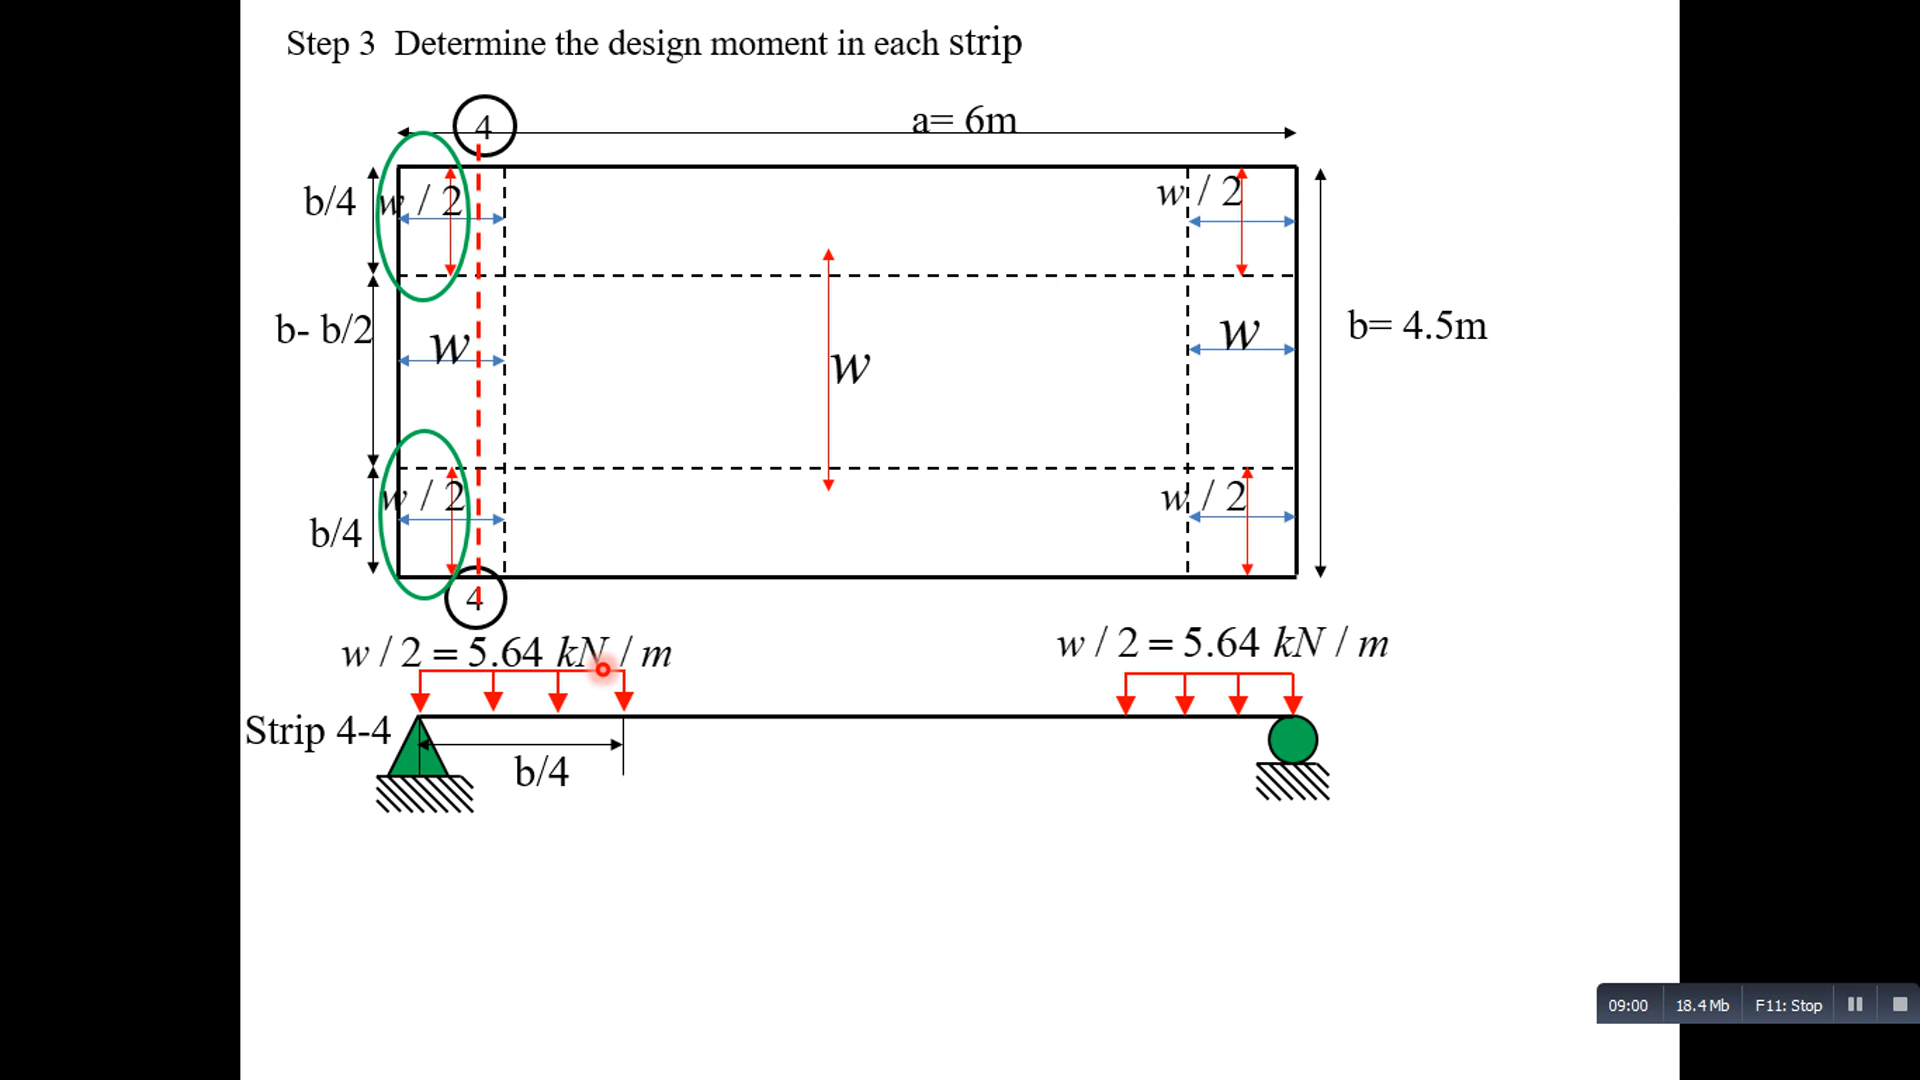 Step 3 Determine the design moment in each strip
4
a= 6m
b/4
w / 2
w / 2
b- b/2
w
w
w
b= 4.5m
b/4
w / 2
w / 2
4
w / 2 = 5.64 kN / m
w / 2 = 5.64 kN / m
Strip 4-4
b/4
09:00 18.4 Mb F11: Stop